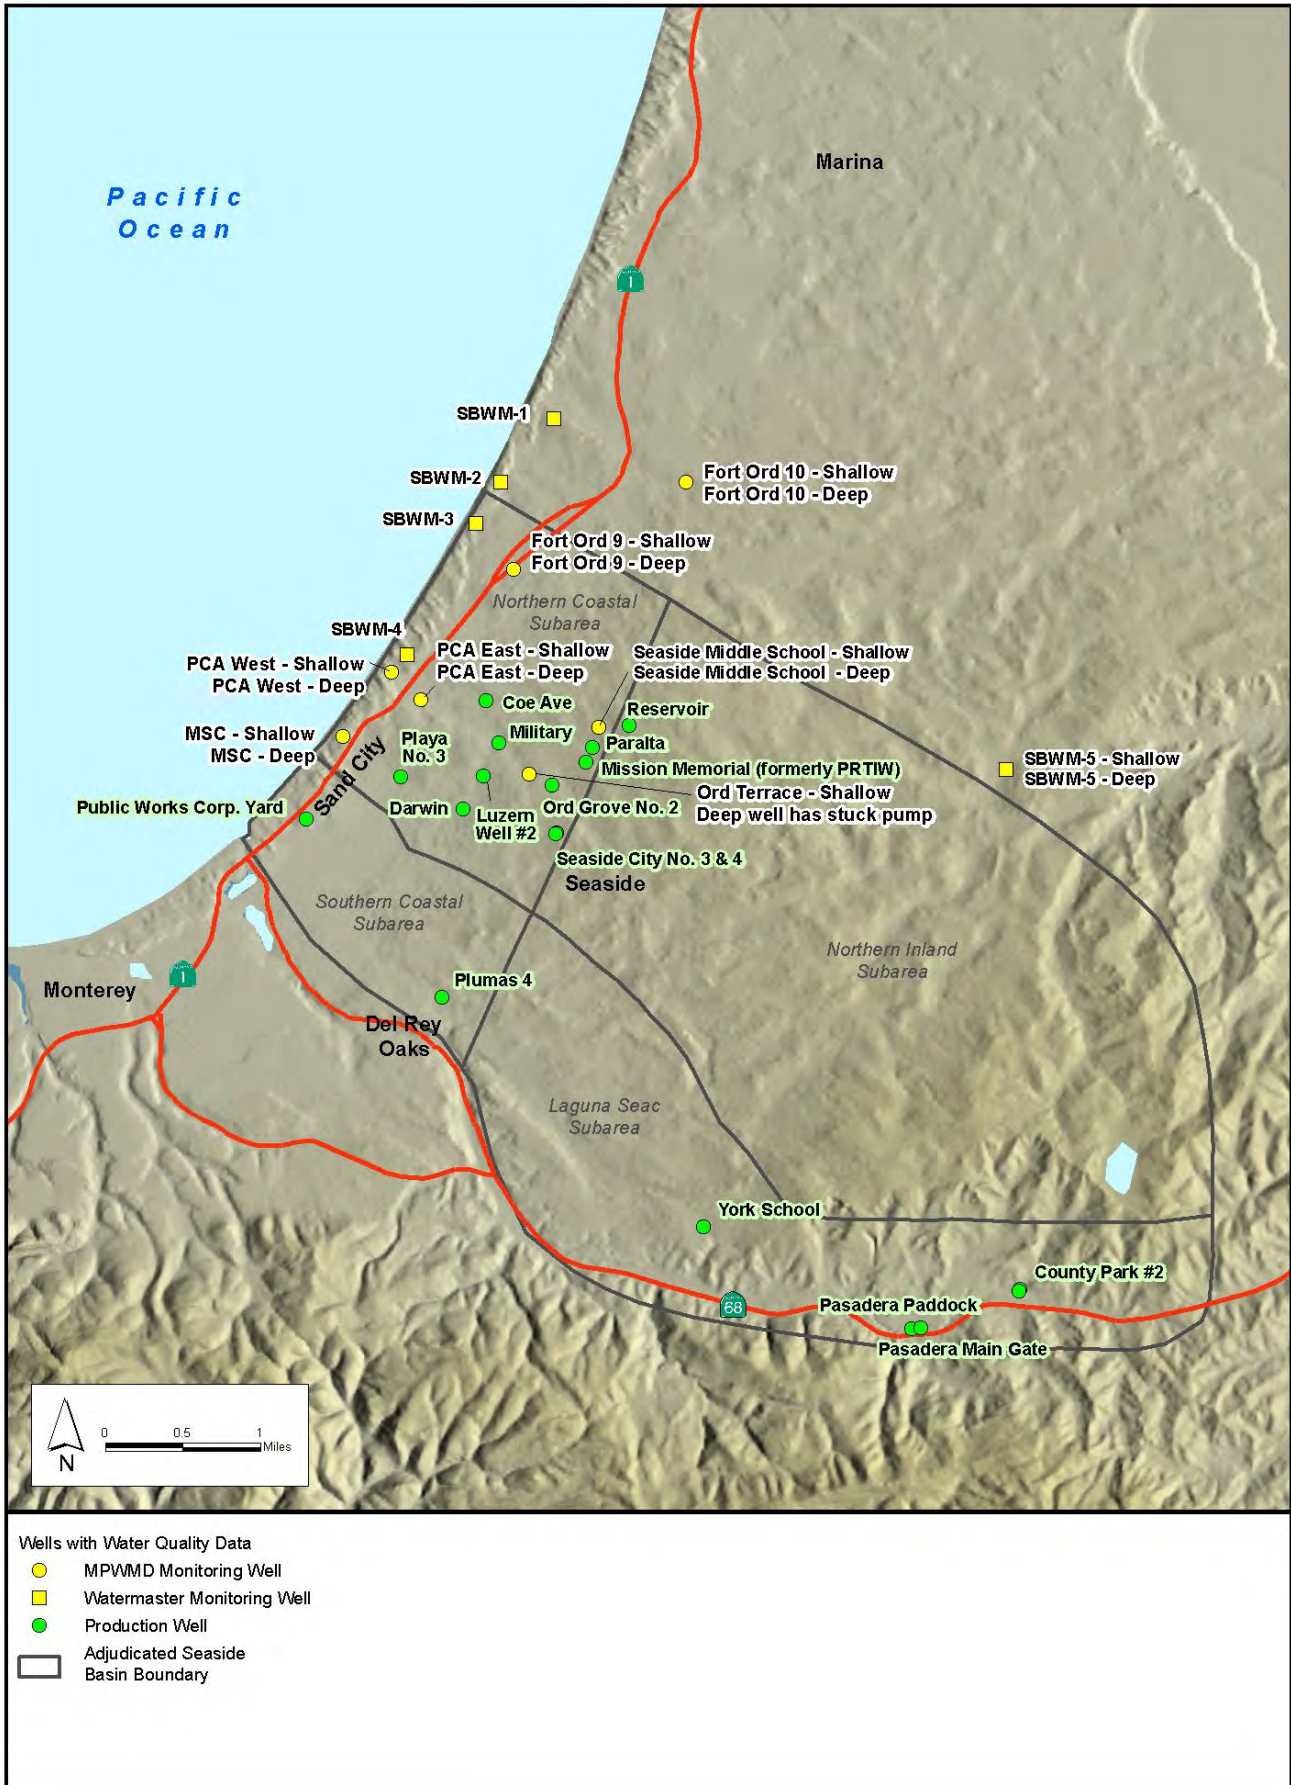 Marina
Pacific
Ocean
1
SBWM-1
SBWM-2
Fort Ord 10 - Shallow
Fort Ord 10 - Deep
SBWM-3
Fort Ord 9 - Shallow
Fort Ord 9 - Deep
Northern Coastal
Subarea
SBWM-4
PCA West - Shallow
PCA West - Deep
PCA East - Shallow
PCA East - Deep
Seaside Middle School - Shallow
Seaside Middle School - Deep
Coe Ave
Reservoir
MSC - Shallow
MSC - Deep
Sand City
Playa
No. 3
Military
Paralta
Mission Memorial (formerly PRTIW)
SBWM-5 - Shallow
SBWM-5 - Deep
Ord Terrace - Shallow
Deep well has stuck pump
Public Works Corp. Yard
Darwin
Luzern
Well #2
Ord Grove No. 2
Seaside City No. 3 & 4
Seaside
Southern Coastal
Subarea
Northern Inland
Subarea
1
Monterey
Plumas 4
Del Rey
Oaks
Laguna Seac
Subarea
York School
County Park #2
68
Pasadera Paddock
Pasadera Main Gate
N
0 0.5 1
Miles
Wells with Water Quality Data
MPWMD Monitoring Well
Watermaster Monitoring Well
Production Well
Adjudicated Seaside
Basin Boundary